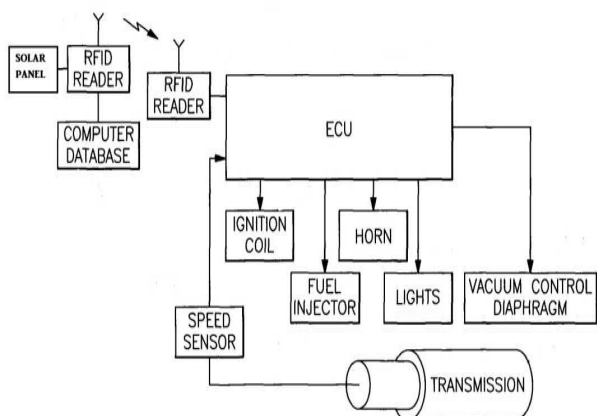 SOLAR
PANEL
RFID
READER
RFID
READER
COMPUTER
DATABASE
ECU
IGNITION
COIL
HORN
FUEL
INJECTOR
LIGHTS
VACUUM CONTROL
DIAPHRAGM
SPEED
SENSOR
TRANSMISSION